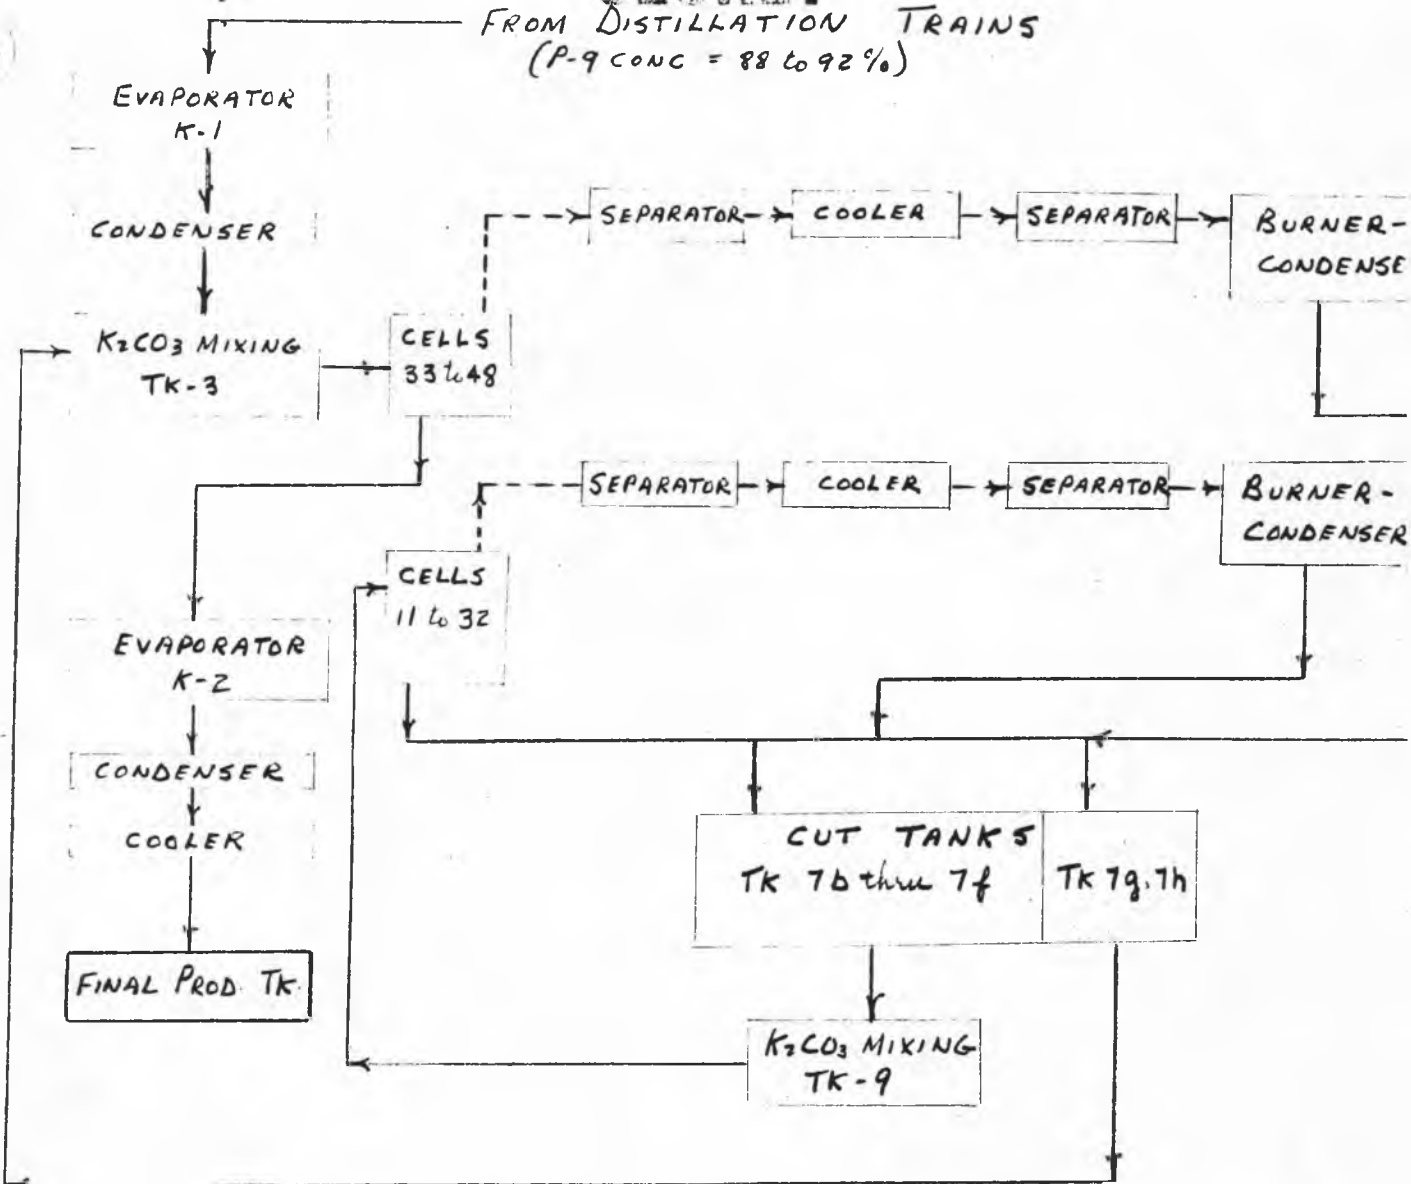 FROM DISTILLATION TRAINS
(P-9 CONC = 88 to 92 %)
EVAPORATOR
K-1
CONDENSER
K2CO3 MIXING
TK-3
CELLS
33 to 48
SEPARATOR
COOLER
SEPARATOR
BURNER-
CONDENSE
SEPARATOR
COOLER
SEPARATOR
BURNER-
CONDENSER
CELLS
11 to 32
EVAPORATOR
K-2
CONDENSER
COOLER
FINAL PROD. TK.
CUT TANKS
TK 7b thru 7f
TK 7g, 7h
K2CO3 MIXING
TK-9